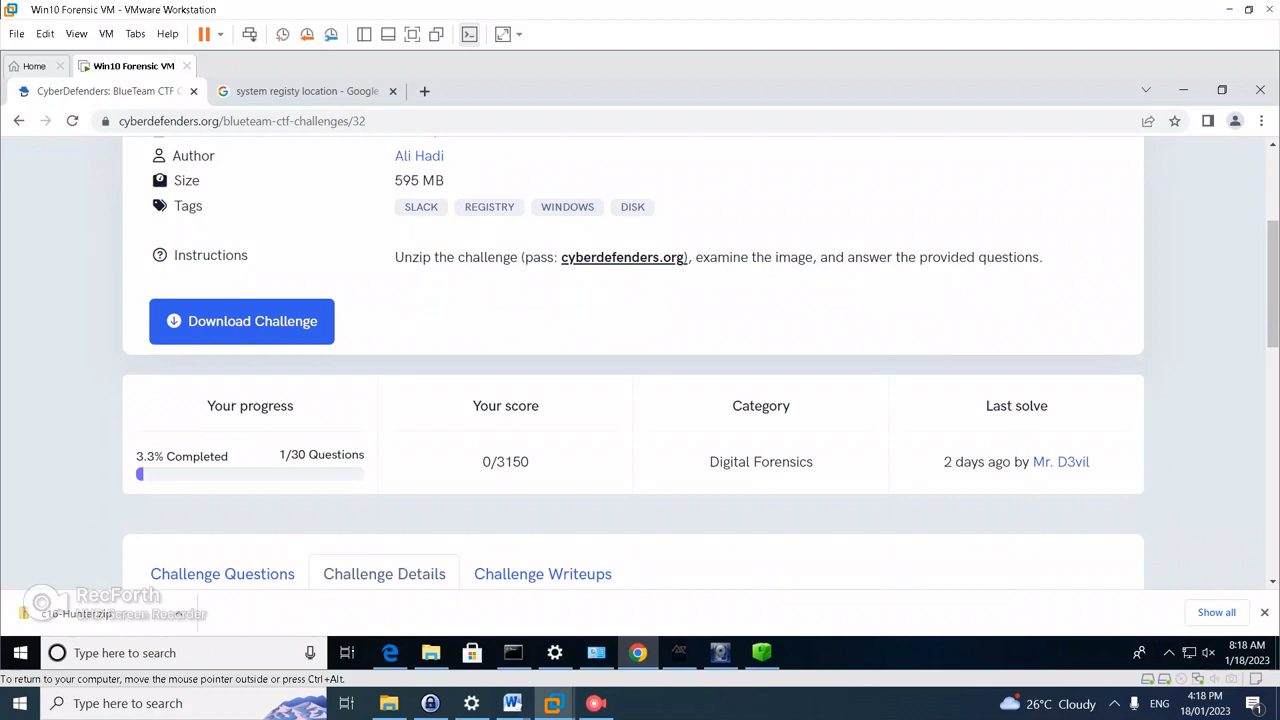 Win10 Forensic VM - VMware Workstation
File Edit View VM Tabs Help
Home Win10 Forensic VM
CyberDefenders: BlueTeam CTF system registy location - Google
cyberdefenders.org/blueteam-ctf-challenges/32
Author Ali Hadi
Size 595 MB
Tags SLACK REGISTRY WINDOWS DISK
Instructions Unzip the challenge (pass: cyberdefenders.org), examine the image, and answer the provided questions.
Download Challenge
Your progress Your score Category Last solve
3.3% Completed 1/30 Questions 0/3150 Digital Forensics 2 days ago by Mr. D3vil
Challenge Questions Challenge Details Challenge Writeups
RecForth
Screen Recorder
c16-Hunter.zip
Show all
Type here to search
8:18 AM
1/18/2023
To return to your computer, move the mouse pointer outside or press Ctrl+Alt.
Type here to search
26°C Cloudy ENG 4:18 PM
18/01/2023